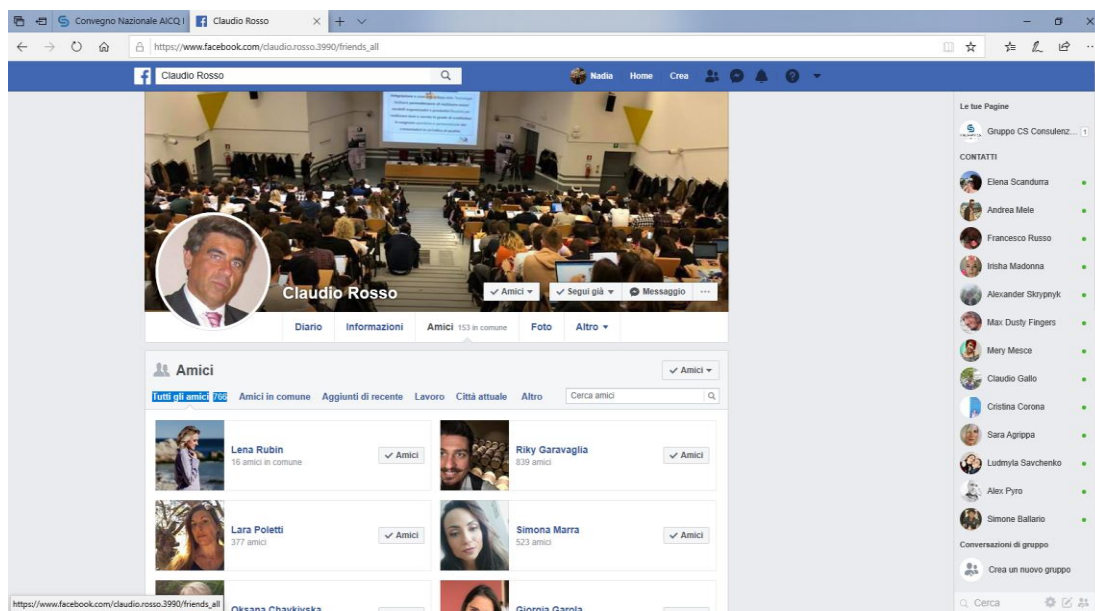 Convegno Nazionale AICQ I
Claudio Rosso
https://www.facebook.com/claudio.rosso.3990/friends_all
Claudio Rosso
Nadia Home Crea
Claudio Rosso
Amici
Segui già
Messaggio
Diario Informazioni Amici 153 in comune Foto Altro
Amici
Amici
Tutti gli amici 766 Amici in comune Aggiunti di recente Lavoro Città attuale Altro Cerca amici
Lena Rubin
16 amici in comune
Amici
Riky Garavaglia
839 amici
Amici
Lara Poletti
377 amici
Amici
Simona Marra
523 amici
Amici
Oksana Chaykivska
Giorgia Garola
https://www.facebook.com/claudio.rosso.3990/friends_all
Le tue Pagine
Gruppo CS Consulenz... 1
CONTATTI
Elena Scandurra
Andrea Mele
Francesco Russo
Irisha Madonna
Alexander Skrypnyk
Max Dusty Fingers
Mery Mesce
Claudio Gallo
Cristina Corona
Sara Agrippa
Ludmyla Savchenko
Alex Pyro
Simone Ballario
Conversazioni di gruppo
Crea un nuovo gruppo
Cerca